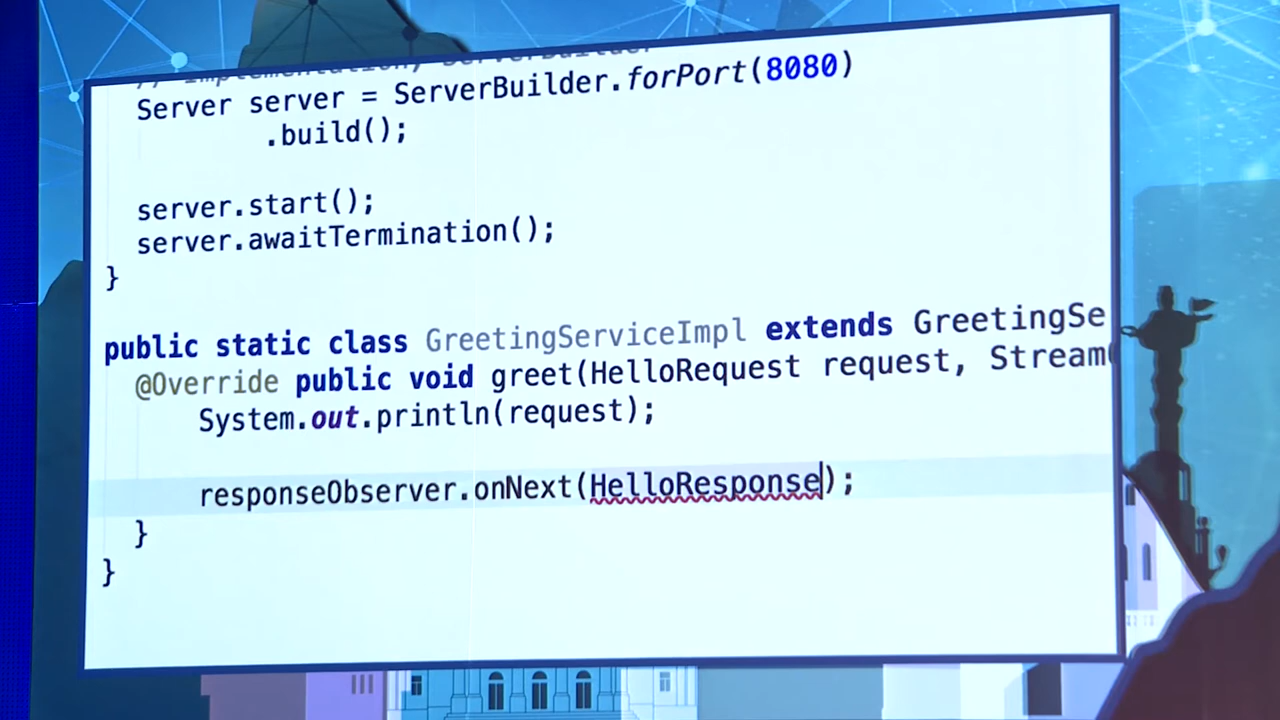 Server server = ServerBuilder.forPort(8080)
.build();
server.start();
server.awaitTermination();
}
public static class GreetingServiceImpl extends GreetingSe
@Override public void greet(HelloRequest request, Stream
System.out.println(request);
responseObserver.onNext(HelloResponse);
}
}